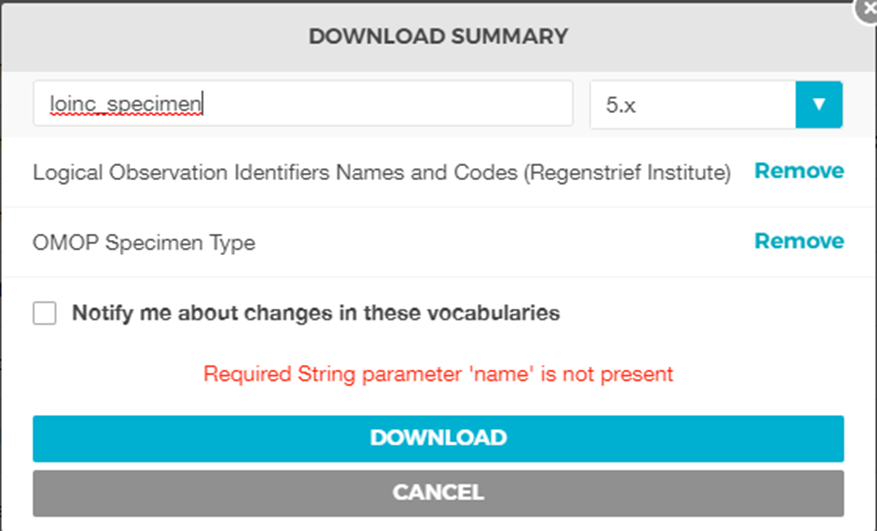 DOWNLOAD SUMMARY
loinc_specimen 5.x
Logical Observation Identifiers Names and Codes (Regenstrief Institute) Remove
OMOP Specimen Type Remove
Notify me about changes in these vocabularies
Required String parameter 'name' is not present
DOWNLOAD
CANCEL